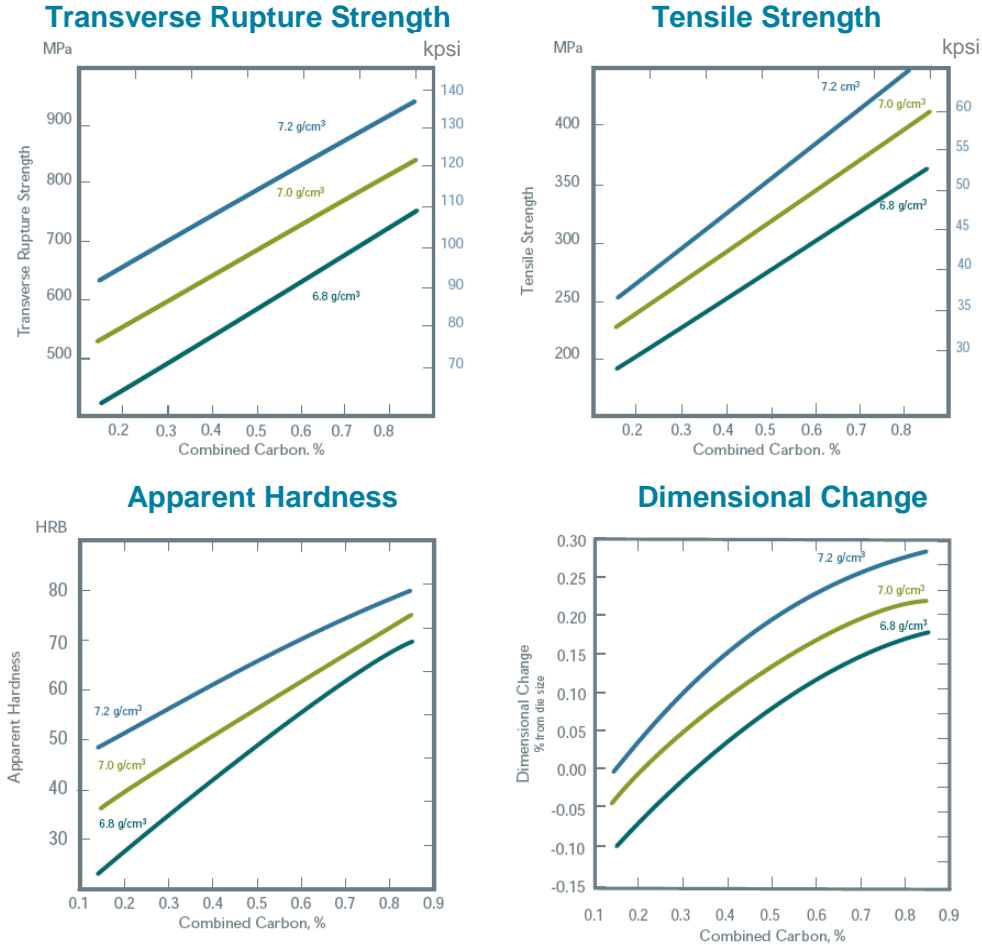 Transverse Rupture Strength
MPa
kpsi
900
800
700
600
500
140
130
120
110
100
90
80
70
Transverse Rupture Strength
7.2 g/cm³
7.0 g/cm³
6.8 g/cm³
0.2 0.3 0.4 0.5 0.6 0.7 0.8
Combined Carbon. %
Tensile Strength
MPa
kpsi
400
350
300
250
200
60
55
50
45
40
35
30
Tensile Strength
7.2 cm³
7.0 g/cm³
6.8 g/cm³
0.2 0.3 0.4 0.5 0.6 0.7 0.8
Combined Carbon. %
Apparent Hardness
HRB
80
70
60
50
40
30
Apparent Hardness
7.2 g/cm³
7.0 g/cm³
6.8 g/cm³
0.1 0.2 0.3 0.4 0.5 0.6 0.7 0.8 0.9
Combined Carbon, %
Dimensional Change
0.30
0.25
0.20
0.15
0.10
0.05
0.00
-0.05
-0.10
-0.15
Dimensional Change
% from die size
7.2 g/cm³
7.0 g/cm³
6.8 g/cm³
0.1 0.2 0.3 0.4 0.5 0.6 0.7 0.8 0.9
Combined Carbon, %